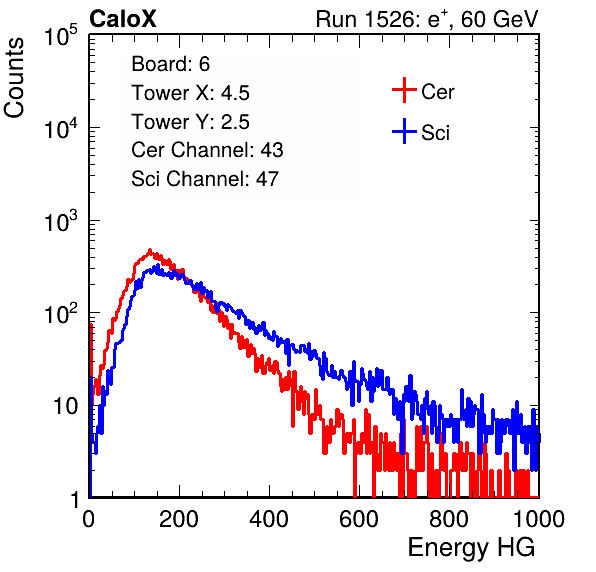 CaloX Run 1526: e⁺, 60 GeV
Board: 6
Tower X: 4.5
Tower Y: 2.5
Cer Channel: 43
Sci Channel: 47
Cer
Sci
Counts
10⁵
10⁴
10³
10²
10
1
0 200 400 600 800 1000
Energy HG